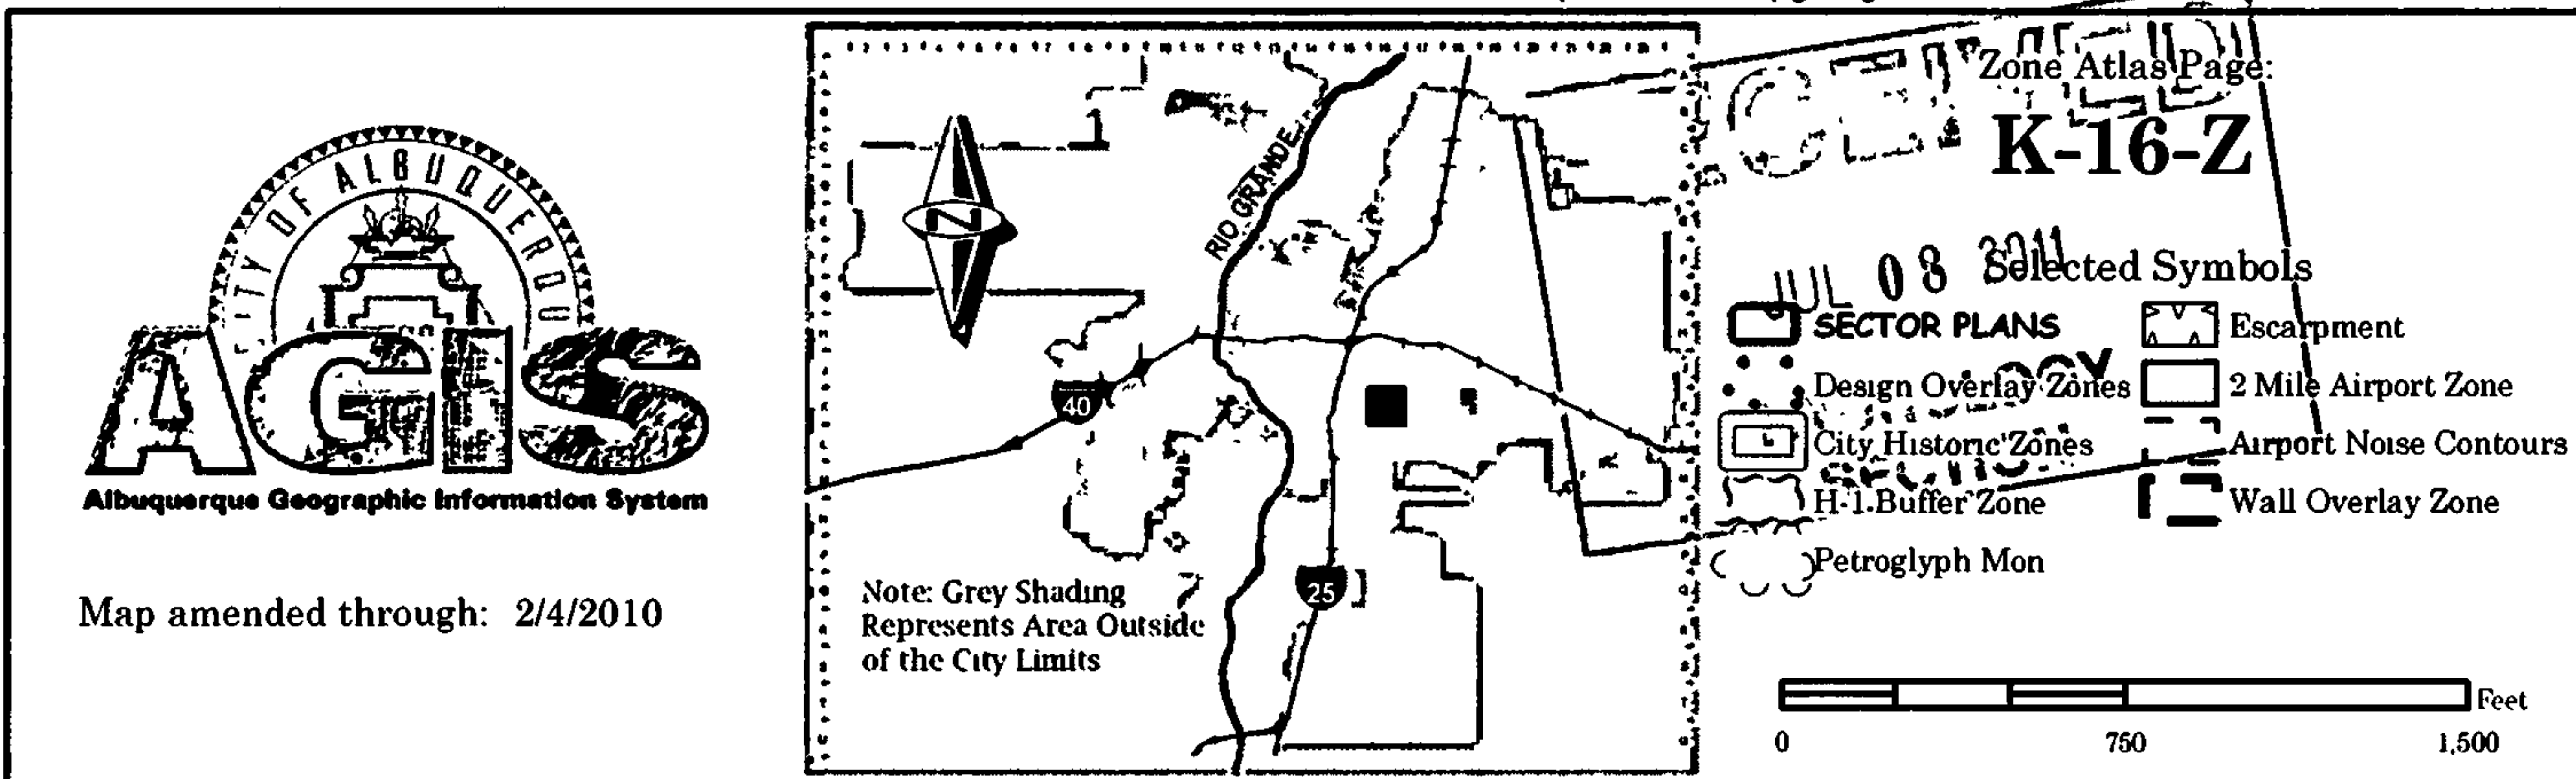 CITY OF ALBUQUERQU
AGIS
Albuquerque Geographic Information System
Map amended through: 2/4/2010
RIO GRANDE
N
40
25
Note: Grey Shading
Represents Area Outside
of the City Limits
Zone Atlas Page:
K-16-Z
JUL 08 2011
Selected Symbols
SECTOR PLANS
Escarpment
Design Overlay Zones
2 Mile Airport Zone
City Historic Zones
Airport Noise Contours
H-1 Buffer Zone
Wall Overlay Zone
Petroglyph Mon
Feet
0 750 1,500